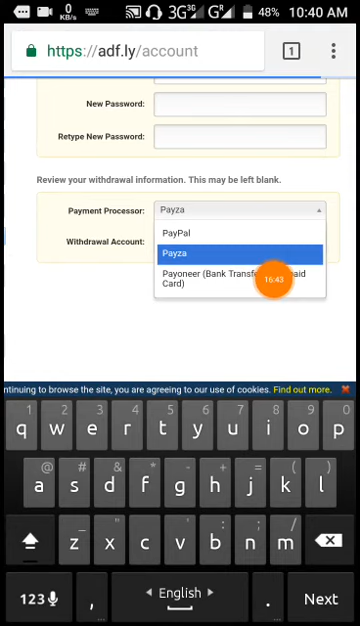 0 KB/s 3G 3G R 48% 10:40 AM
https://adf.ly/account 1
New Password:
Retype New Password:
Review your withdrawal information. This may be left blank.
Payment Processor: Payza
PayPal
Withdrawal Account:
Payza
Payoneer (Bank Transfe aid
Card)
16:43
ntinuing to browse the site, you are agreeing to our use of cookies. Find out more.
1 2 3 4 5 6 7 8 9 0
q w e r t y u i o p
@ # & * - + = ( )
a s d f g h j k l
_ $ " ' : ; /
z x c v b n m
123 , English . Next